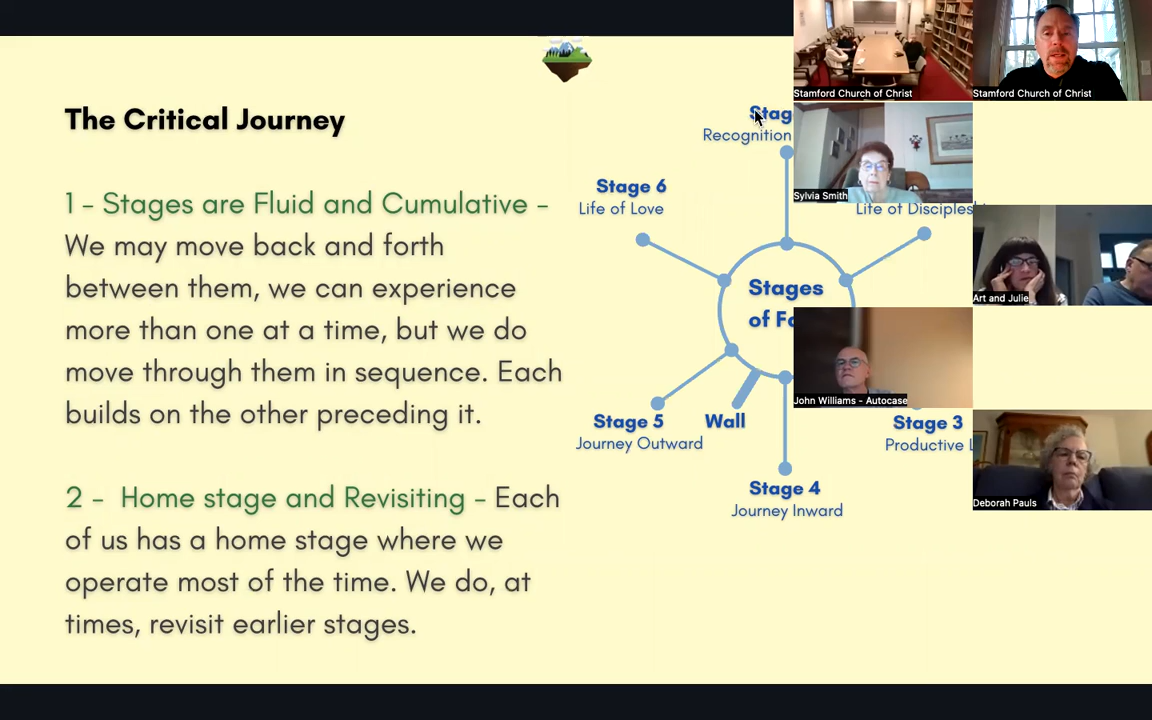 The Critical Journey
1 - Stages are Fluid and Cumulative -
We may move back and forth
between them, we can experience
more than one at a time, but we do
move through them in sequence. Each
builds on the other preceding it.
2 - Home stage and Revisiting - Each
of us has a home stage where we
operate most of the time. We do, at
times, revisit earlier stages.
Recognition
Stage 6
Life of Love
Life of
Stages
of
Stage 5
Journey Outward
Wall
Stage 4
Journey Inward
Stage 3
Productive
Stamford Church of Christ
Stamford Church of Christ
Sylvia Smith
Art and Julie
John Williams - Autocase
Deborah Pauls